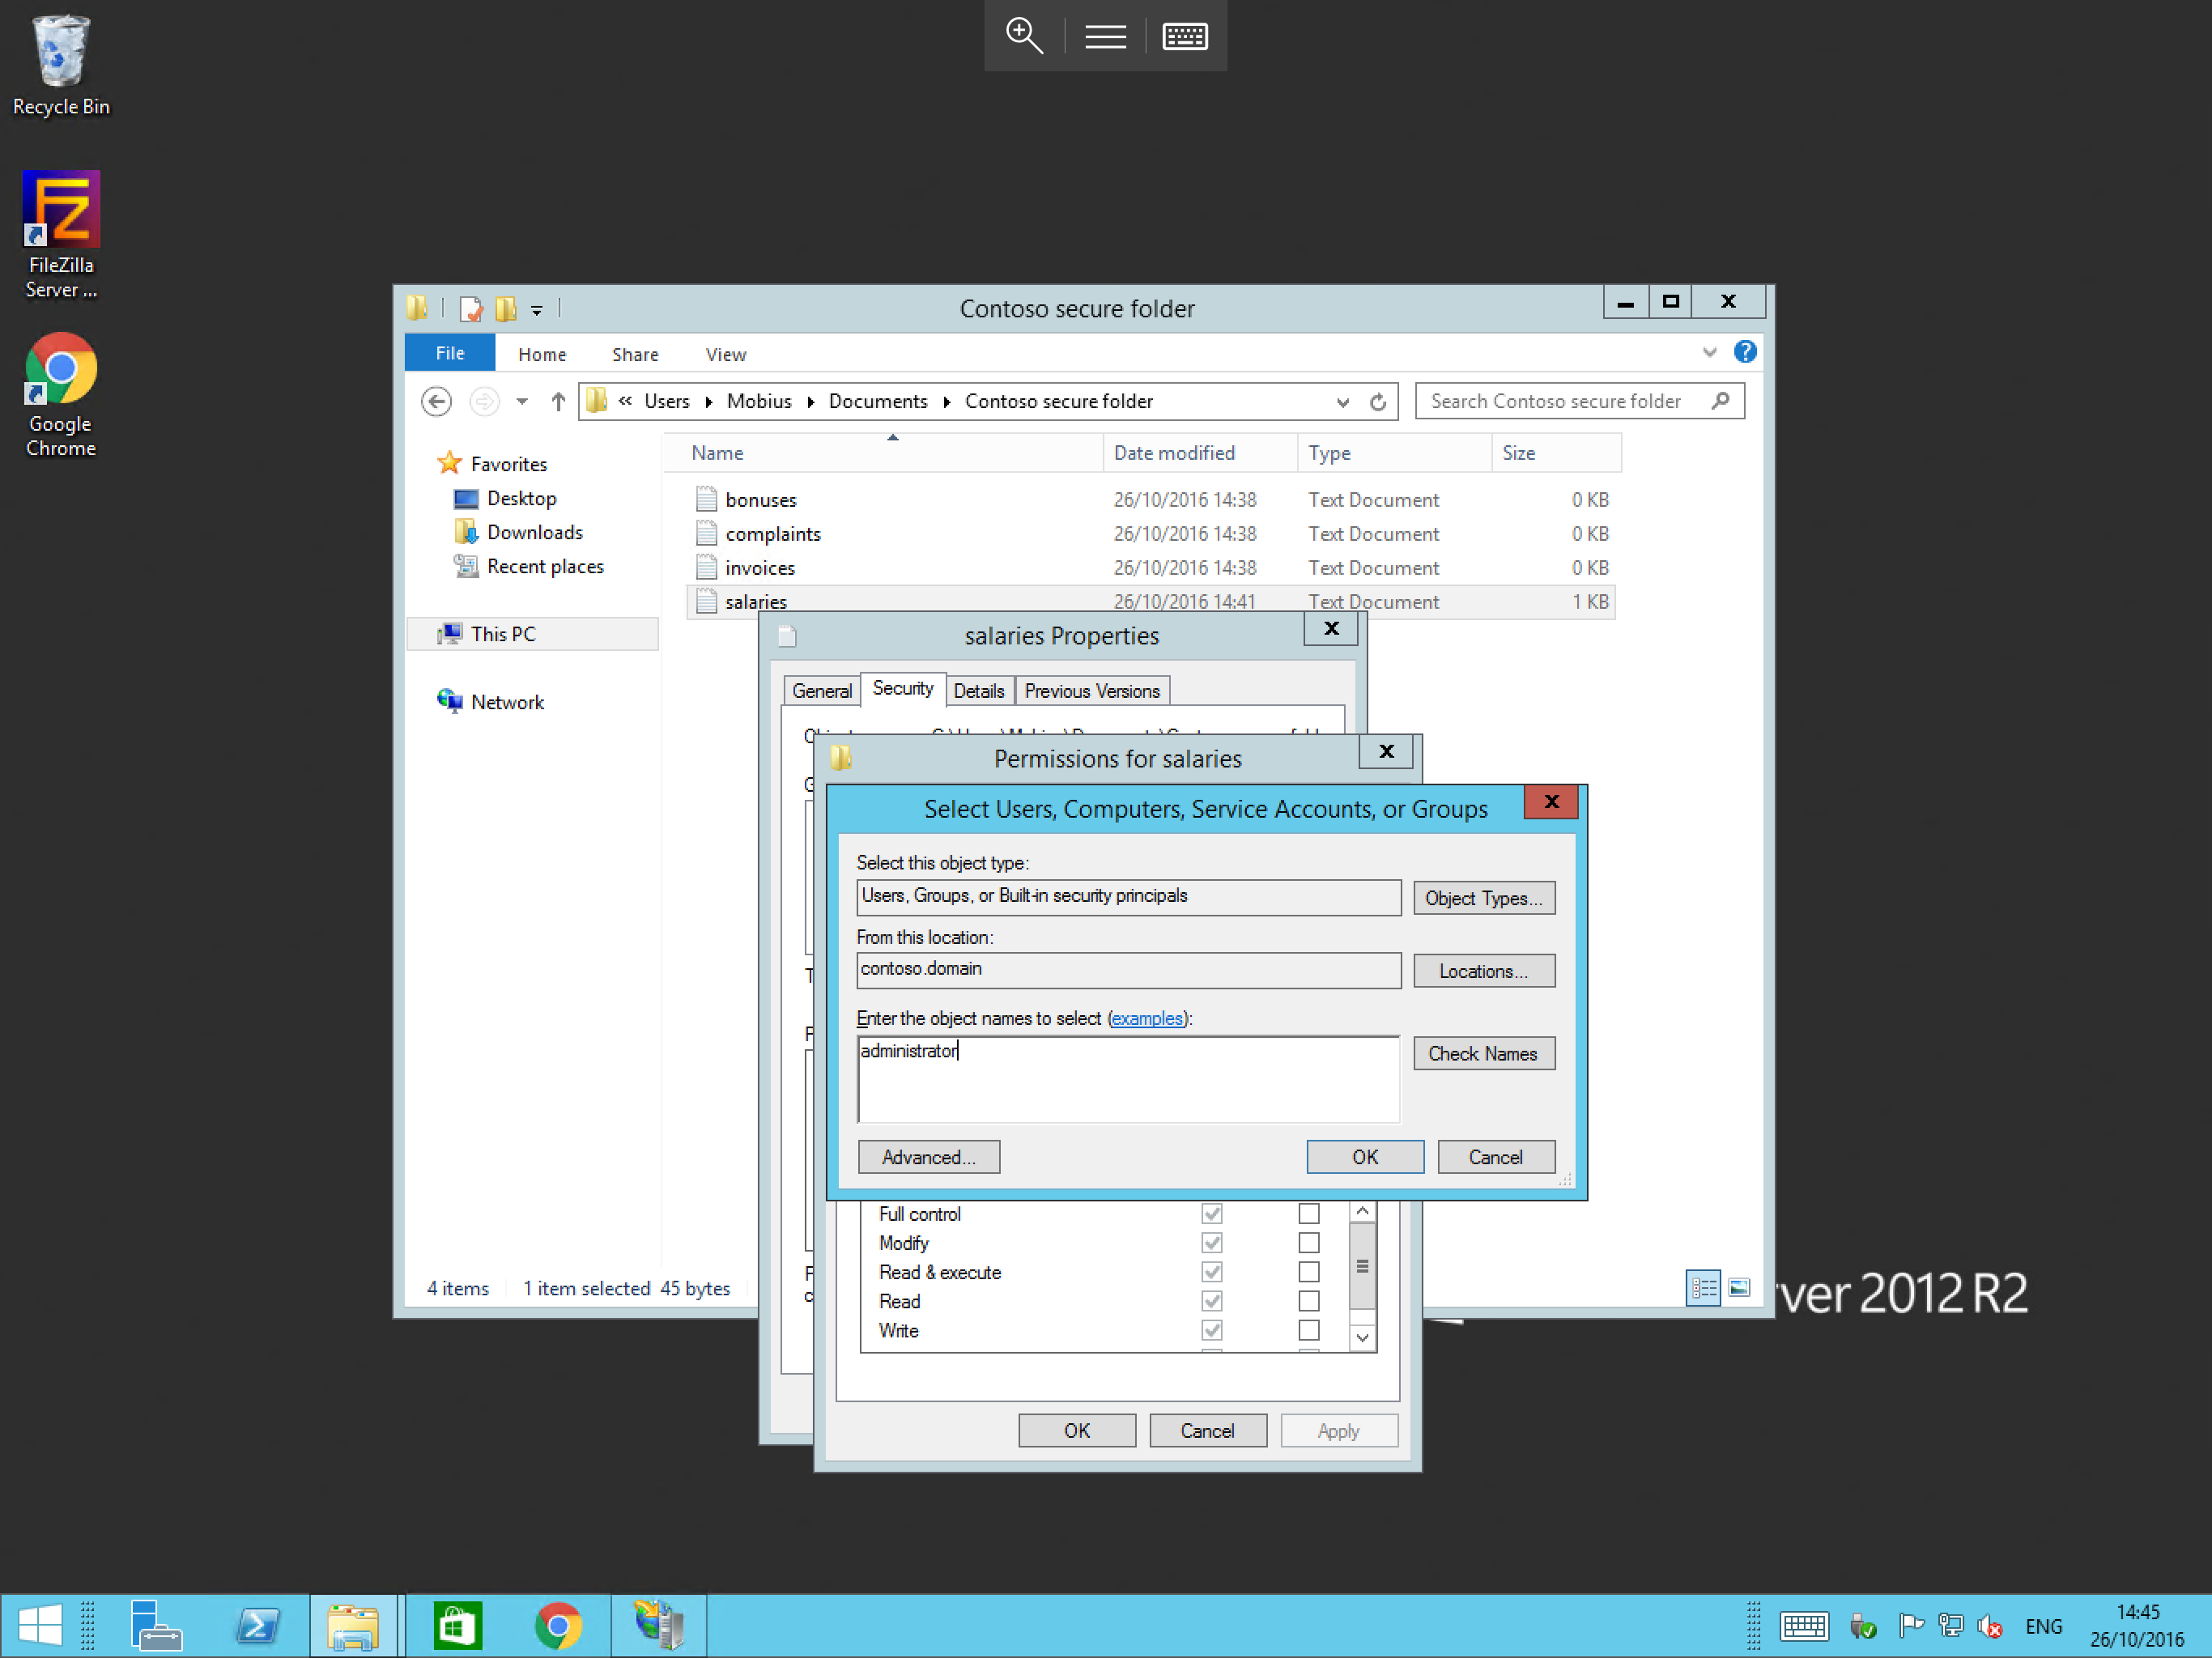 Recycle Bin
FileZilla
Server ...
Google
Chrome
Contoso secure folder
File Home Share View
« Users Documents Mobius Contoso secure folder
Search Contoso secure folder
Favorites
Desktop
Downloads
Recent places
This PC
Network
Name Date modified Type Size
bonuses 26/10/2016 14:38 Text Document 0 KB
complaints 26/10/2016 14:38 Text Document 0 KB
invoices 26/10/2016 14:38 Text Document 0 KB
salaries 26/10/2016 14:41 Text Document 1 KB
salaries Properties
General Security Details Previous Versions
Permissions for salaries
Select Users, Computers, Service Accounts, or Groups
Select this object type:
Users, Groups, or Built-in security principals
Object Types...
From this location:
contoso.domain
Locations...
Enter the object names to select (examples):
administrator
Check Names
Advanced...
OK
Cancel
Full control
Modify
Read & execute
Read
Write
OK
Cancel
Apply
4 items 1 item selected 45 bytes
ver 2012 R2
ENG
14:45
26/10/2016